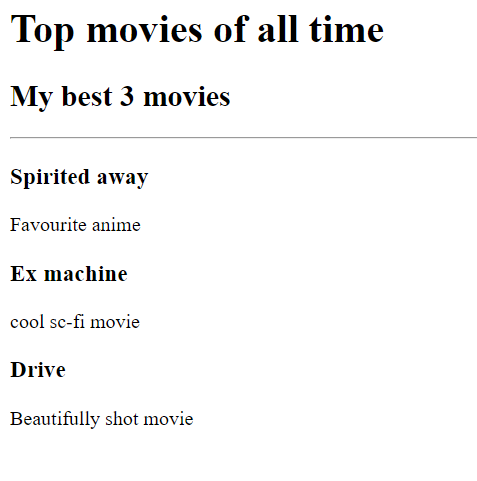 Top movies of all time
My best 3 movies
Spirited away
Favourite anime
Ex machine
cool sc-fi movie
Drive
Beautifully shot movie